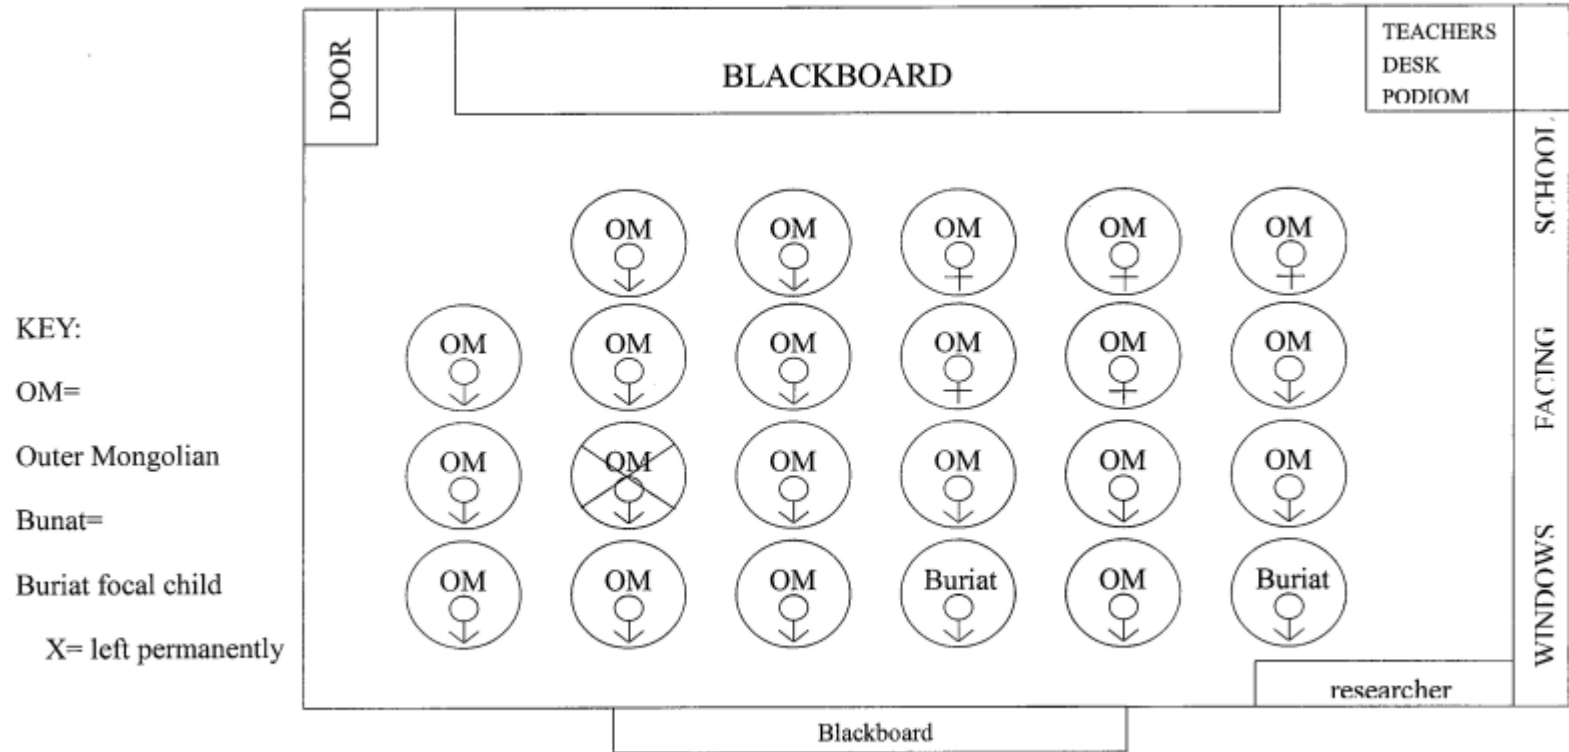 DOOR
BLACKBOARD
TEACHERS
DESK
PODIOM
SCHOOL
OM OM OM OM OM
KEY:
OM OM OM OM OM OM
FACING
OM=
Outer Mongolian
OM OM OM OM OM OM
Bunat=
WINDOWS
Buriat focal child
OM OM OM Buriat OM Buriat
X= left permanently
researcher
Blackboard